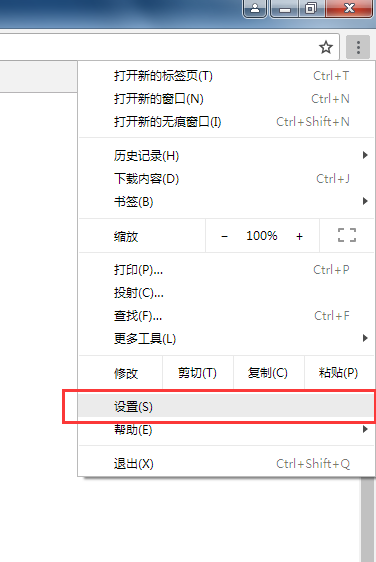 打开新的标签页(T) Ctrl+T
打开新的窗口(N) Ctrl+N
打开新的无痕窗口(I) Ctrl+Shift+N
历史记录(H)
下载内容(D) Ctrl+J
书签(B)
缩放 − 100% +
打印(P)... Ctrl+P
投射(C)...
查找(F)... Ctrl+F
更多工具(L)
修改 剪切(T) 复制(C) 粘贴(P)
设置(S)
帮助(E)
退出(X) Ctrl+Shift+Q